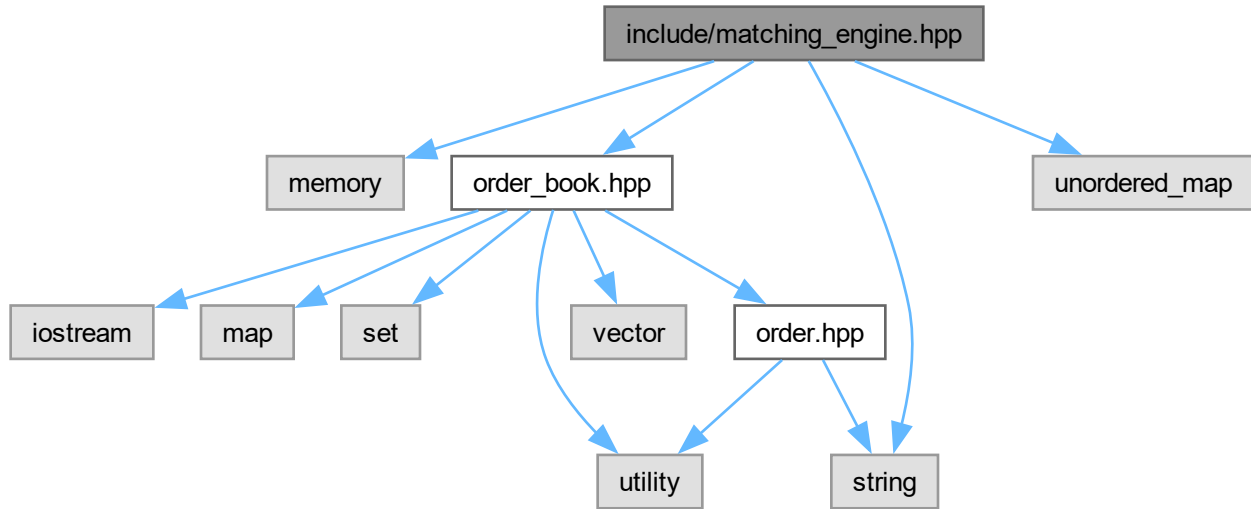 include/matching_engine.hpp
memory
order_book.hpp
unordered_map
iostream
map
set
vector
order.hpp
utility
string